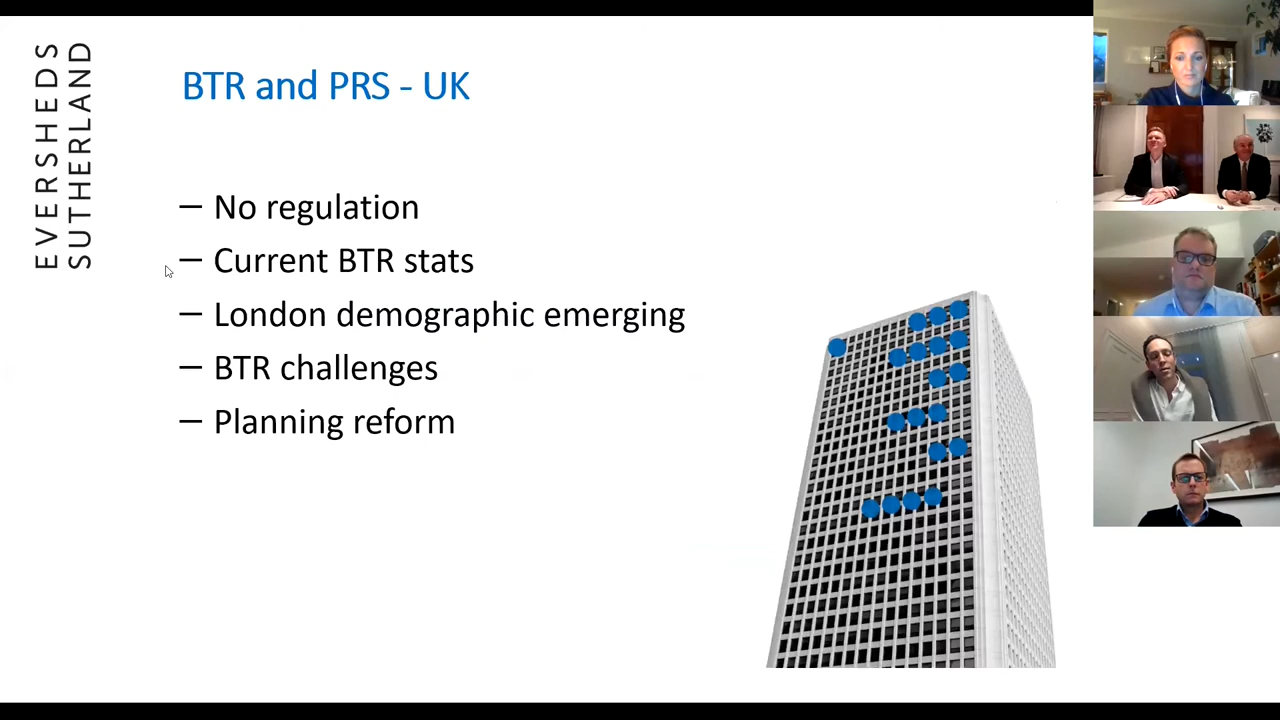 EVERSHEDS
SUTHERLAND
BTR and PRS - UK
– No regulation
– Current BTR stats
– London demographic emerging
– BTR challenges
– Planning reform